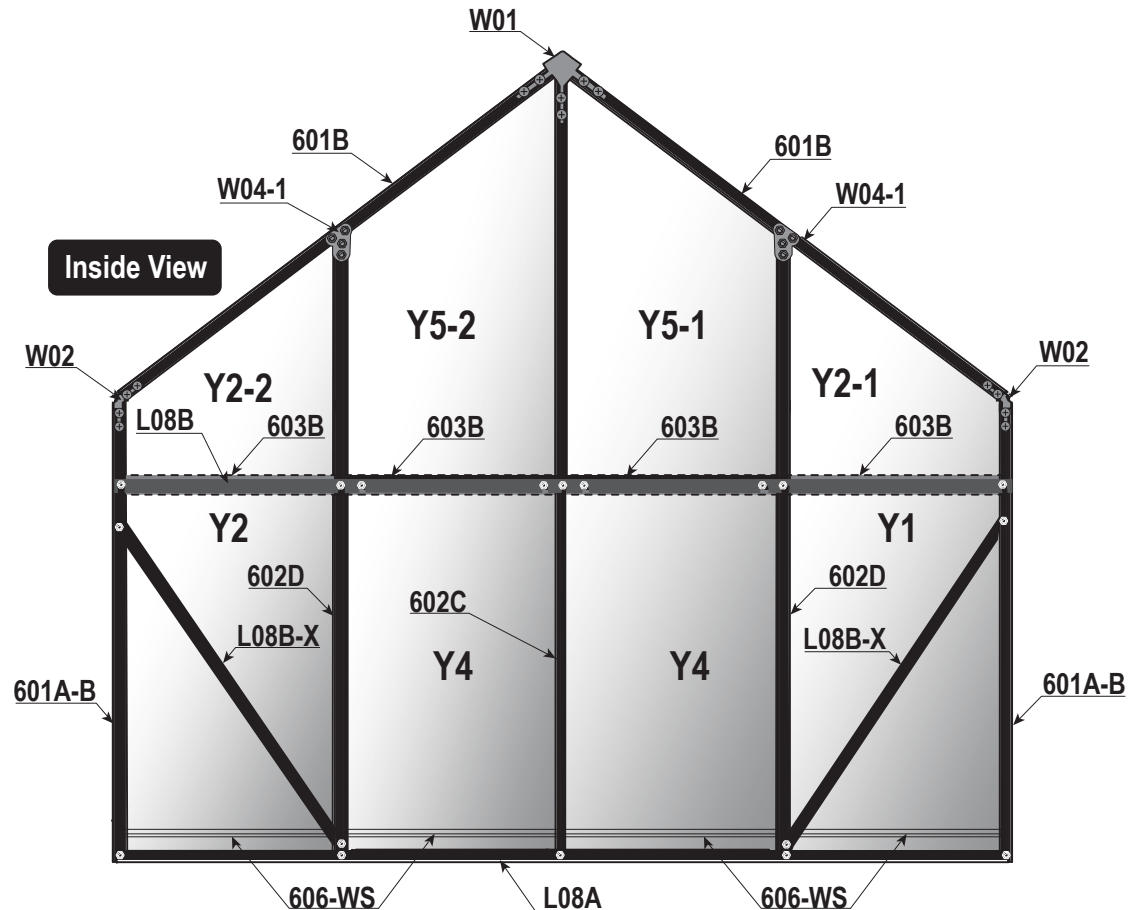 W01
601B
601B
W04-1
W04-1
Inside View
Y5-2
Y5-1
W02
W02
Y2-2
Y2-1
L08B
603B
603B
603B
603B
Y2
Y1
602D
602C
602D
L08B-X
L08B-X
Y4
Y4
601A-B
601A-B
606-WS
L08A
606-WS